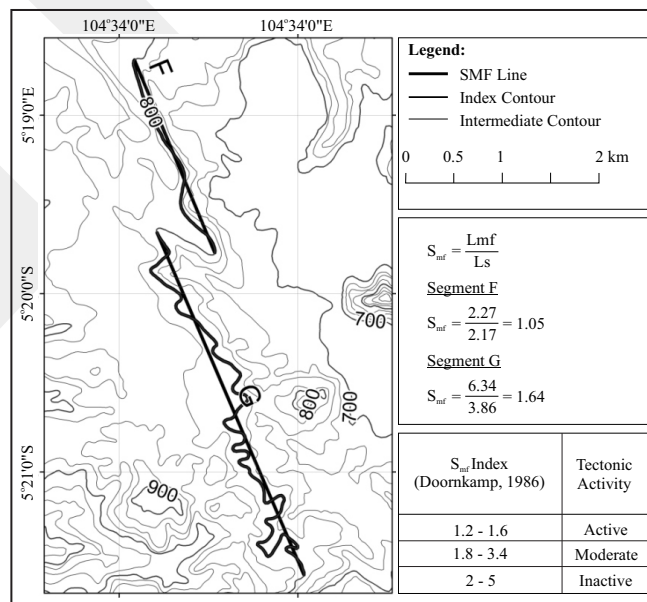 104°34'0"E 104°34'0"E
5°19'0"E
5°20'0"S
5°21'0"S
F
800
700
G
800
700
900
Legend:
SMF Line
Index Contour
Intermediate Contour
0 0.5 1 2 km
Smf = Lmf / Ls
Segment F
Smf = 2.27 / 2.17 = 1.05
Segment G
Smf = 6.34 / 3.86 = 1.64
Smf Index Tectonic
(Doornkamp, 1986) Activity
1.2 - 1.6 Active
1.8 - 3.4 Moderate
2 - 5 Inactive